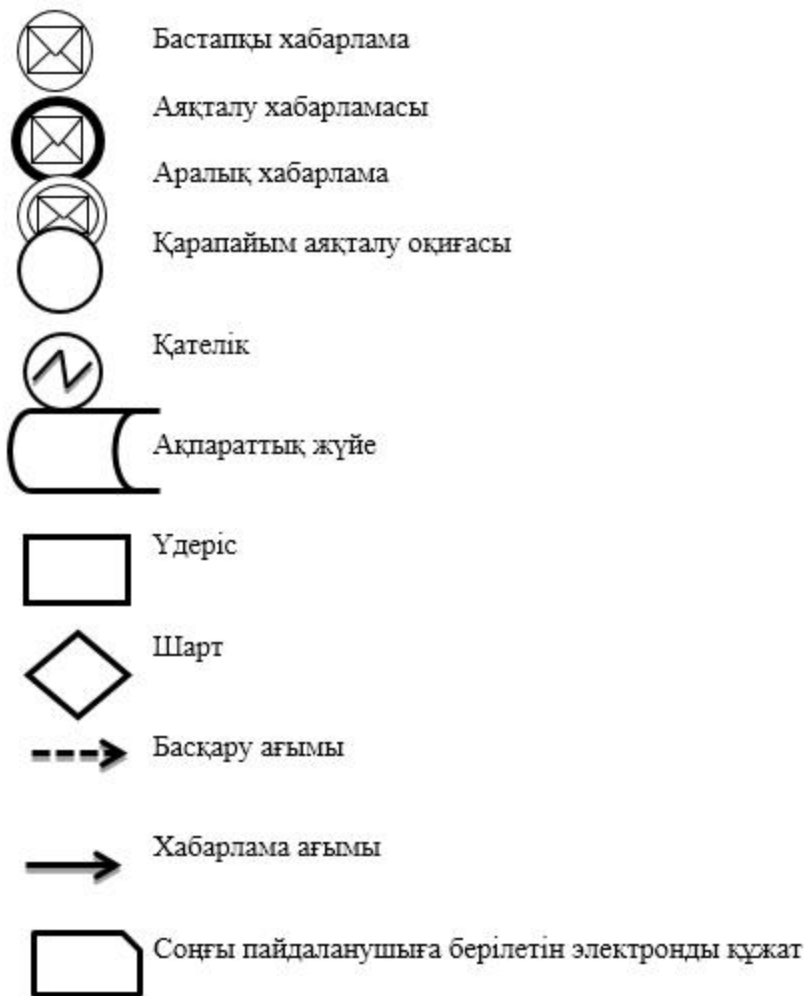 Бастапқы хабарлама
Аяқталу хабарламасы
Аралық хабарлама
Қарапайым аяқталу оқиғасы
Қателік
Ақпараттық жүйе
Үдеріс
Шарт
Басқару ағымы
Хабарлама ағымы
Соңғы пайдаланушыға берілетін электронды құжат